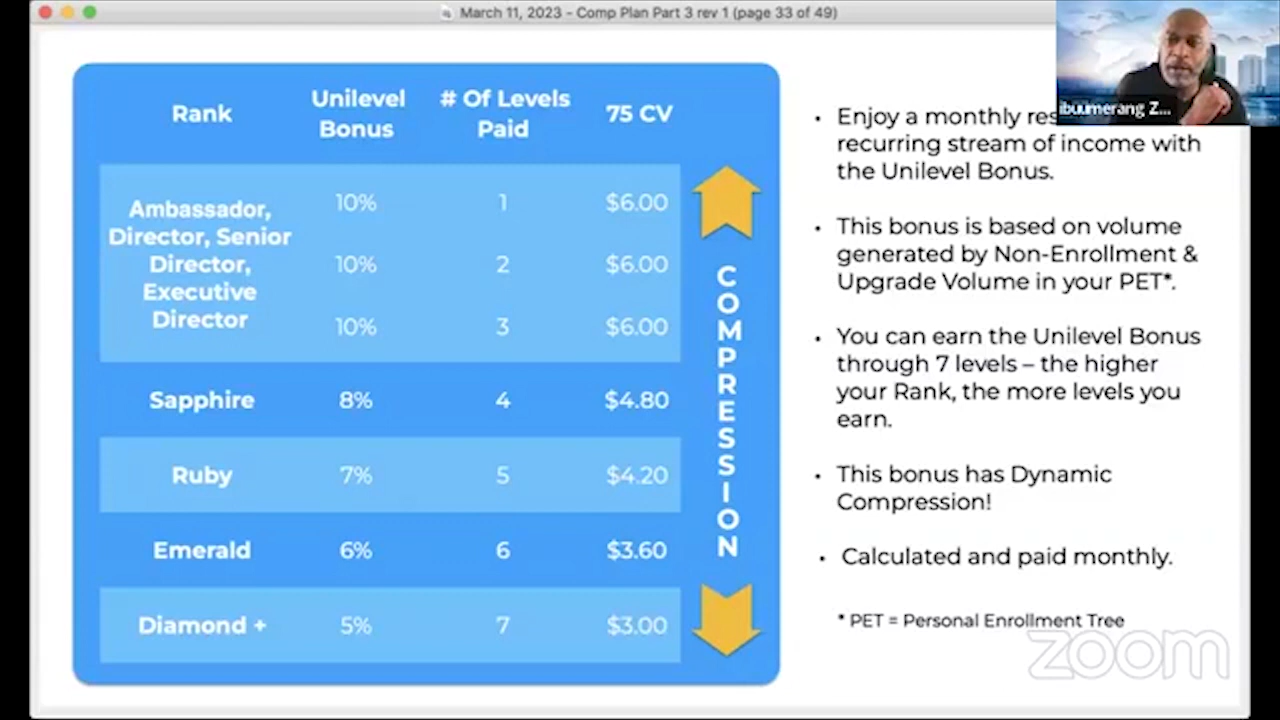 March 11, 2023 - Comp Plan Part 3 rev 1 (page 33 of 49)
Rank
Unilevel
Bonus
# Of Levels
Paid
75 CV
Ambassador,
Director, Senior
Director,
Executive
Director
10% 1 $6.00
10% 2 $6.00
10% 3 $6.00
Sapphire 8% 4 $4.80
Ruby 7% 5 $4.20
Emerald 6% 6 $3.60
Diamond + 5% 7 $3.00
COMPRESSION
ibuumerang Z...
• Enjoy a monthly
recurring stream of income with
the Unilevel Bonus.
• This bonus is based on volume
generated by Non-Enrollment &
Upgrade Volume in your PET*.
• You can earn the Unilevel Bonus
through 7 levels – the higher
your Rank, the more levels you
earn.
• This bonus has Dynamic
Compression!
• Calculated and paid monthly.
* PET = Personal Enrollment Tree
zoom